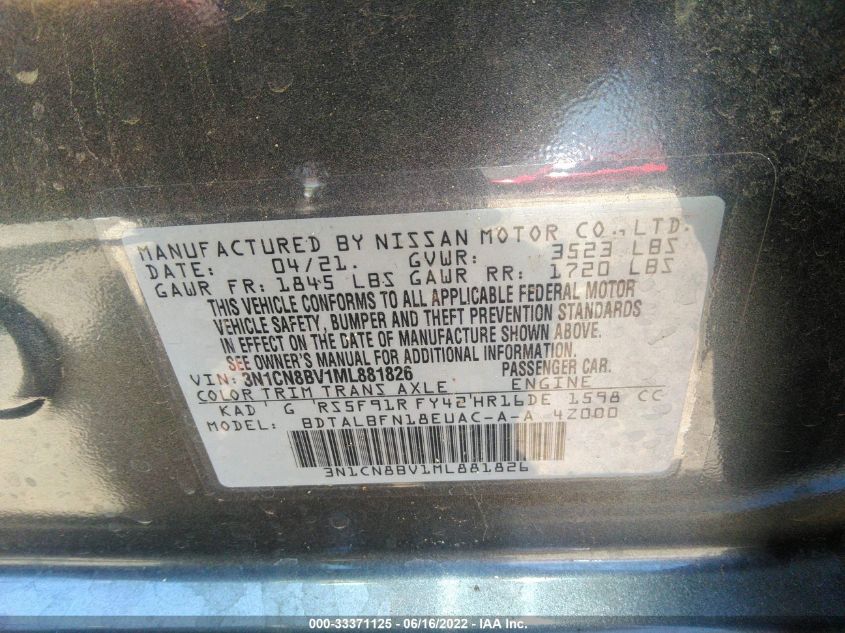 MANUFACTURED BY NISSAN MOTOR CO., LTD.
DATE: 04/21. GVWR: 3523 LBS
GAWR FR: 1845 LBS GAWR RR: 1720 LBS
THIS VEHICLE CONFORMS TO ALL APPLICABLE FEDERAL MOTOR
VEHICLE SAFETY, BUMPER AND THEFT PREVENTION STANDARDS
IN EFFECT ON THE DATE OF MANUFACTURE SHOWN ABOVE.
SEE OWNER'S MANUAL FOR ADDITIONAL INFORMATION.
VIN: 3N1CN8BV1ML881826 PASSENGER CAR.
COLOR TRIM TRANS AXLE ENGINE
KAD G RS5F91R FY42 HR16DE 1598 CC
MODEL: BDTALBFN18EUAC-A-A 4Z000
3N1CN8BV1ML881826
000-33371125 - 06/16/2022 - IAA Inc.